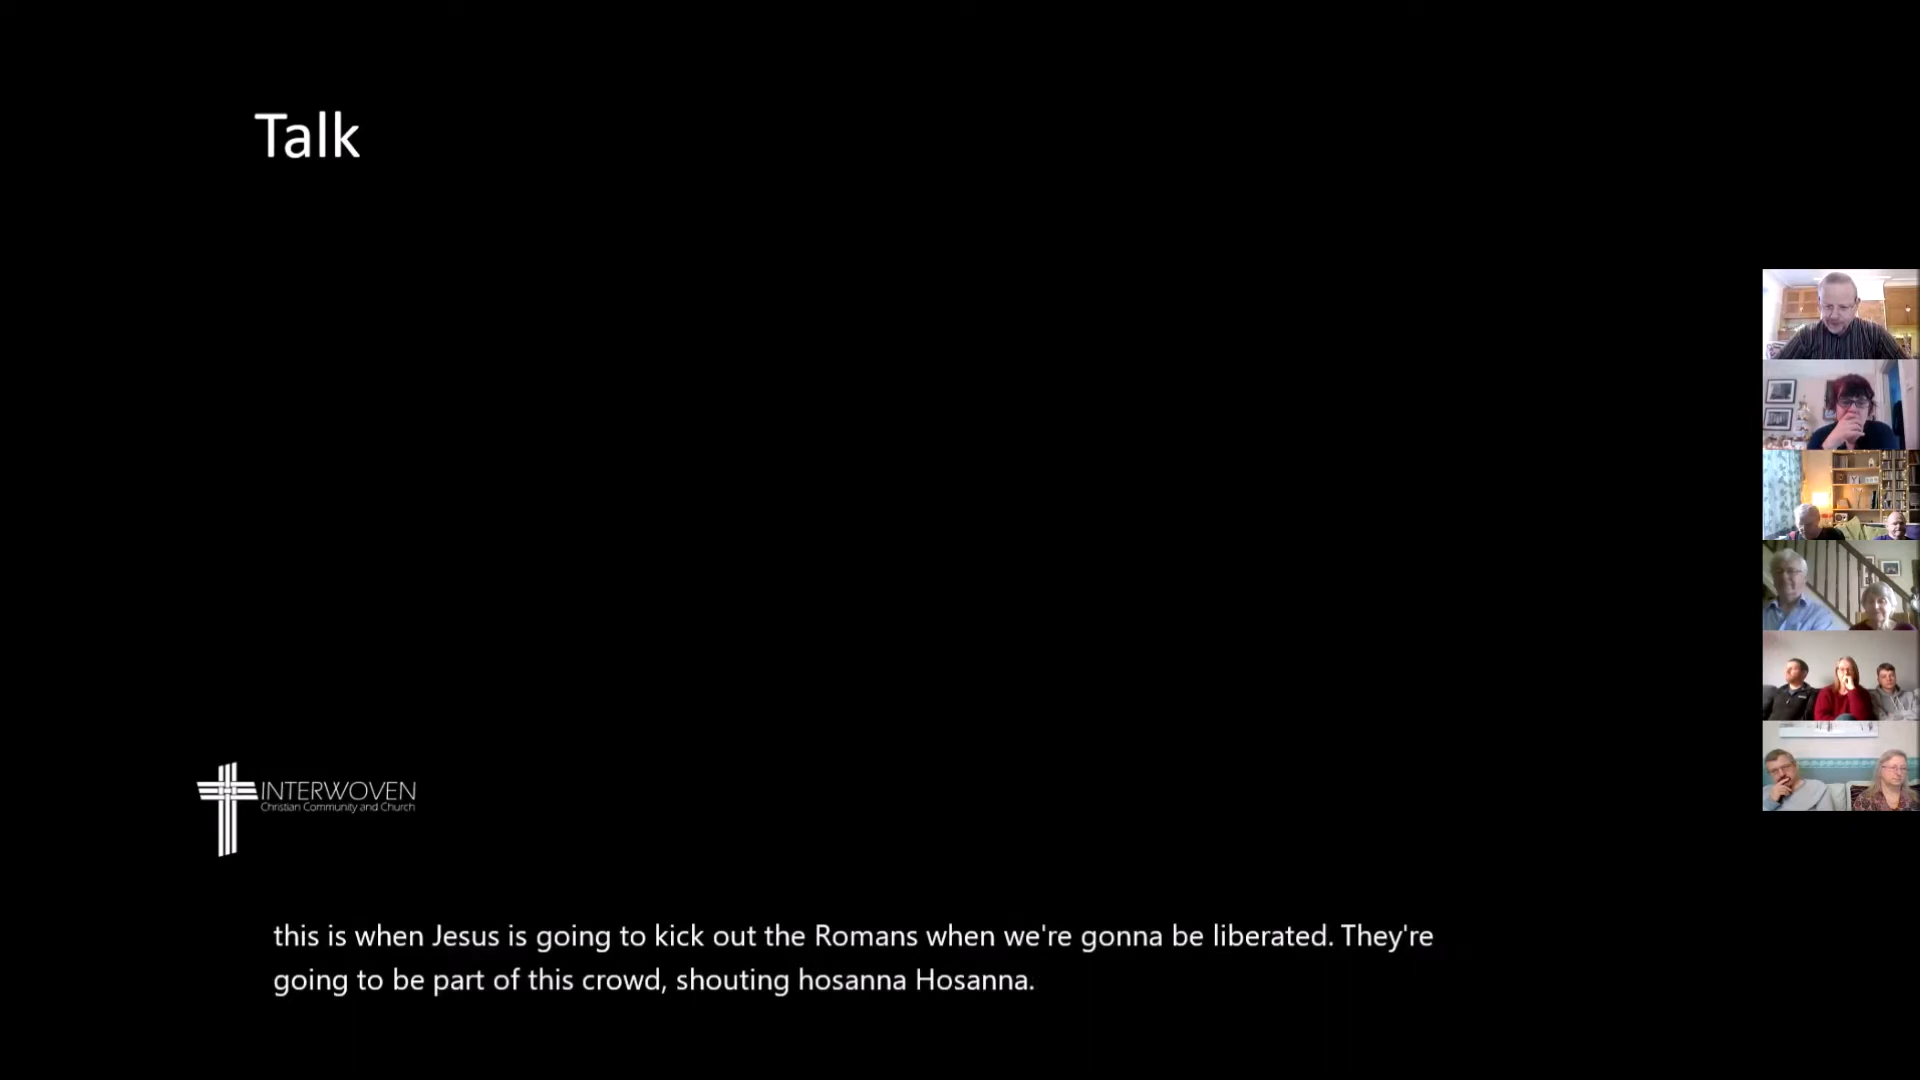 Talk
INTERWOVEN
Christian Community and Church
this is when Jesus is going to kick out the Romans when we're gonna be liberated. They're
going to be part of this crowd, shouting hosanna Hosanna.